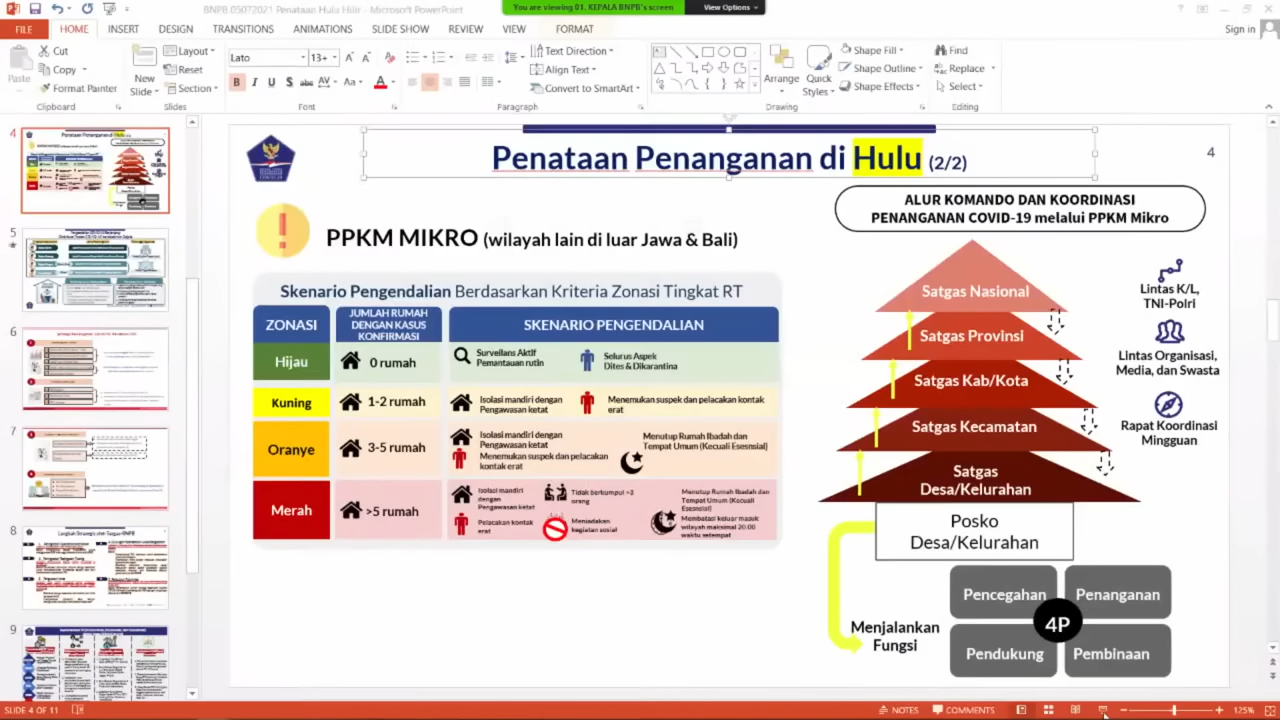 BNPB 05072021 Penataan Hulu Hilir - Microsoft PowerPoint
You are viewing 01. KEPALA BNPB's screen
View Options
FILE
HOME
INSERT
DESIGN
TRANSITIONS
ANIMATIONS
SLIDE SHOW
REVIEW
VIEW
FORMAT
Sign in
Paste
Cut
Copy
Format Painter
Clipboard
New
Slide
Layout
Reset
Section
Slides
Lato
13+
Font
Text Direction
Align Text
Convert to SmartArt
Paragraph
Arrange
Quick
Styles
Shape Fill
Shape Outline
Shape Effects
Drawing
Find
Replace
Select
Editing
4
5
6
7
8
9
Penataan Penanganan di Hulu (2/2)
4
PPKM MIKRO (wilayah lain di luar Jawa & Bali)
Berdasarkan Kriteria Zonasi Tingkat RT
ZONASI
JUMLAH RUMAH
DENGAN KASUS
KONFIRMASI
SKENARIO PENGENDALIAN
Hijau
0 rumah
Surveilans Aktif
Pemantauan rutin
Selurus Aspek
Dites & Dikarantina
Kuning
1-2 rumah
Isolasi mandiri dengan
Pengawasan ketat
Menemukan suspek dan pelacakan kontak
erat
Oranye
3-5 rumah
Isolasi mandiri dengan
Pengawasan ketat
Menemukan suspek dan pelacakan
kontak erat
Menutup Rumah Ibadah dan
Tempat Umum (Kecuali Esesnsial)
Merah
>5 rumah
Isolasi mandiri
dengan
Pengawasan ketat
Pelacakan kontak
erat
Tidak berkumpul >3
orang
Meniadakan
kegiatan sosial
Menutup Rumah Ibadah dan
Tempat Umum (Kecuali
Esesnsial)
Membatasi keluar masuk
wilayah maksimal 20.00
waktu setempat
ALUR KOMANDO DAN KOORDINASI
PENANGANAN COVID-19 melalui PPKM Mikro
Satgas Nasional
Satgas Provinsi
Satgas Kab/Kota
Satgas Kecamatan
Satgas
Desa/Kelurahan
Posko
Desa/Kelurahan
Lintas K/L,
TNI-Polri
Lintas Organisasi,
Media, dan Swasta
Rapat Koordinasi
Mingguan
Menjalankan
Fungsi
Pencegahan
Penanganan
4P
Pendukung
Pembinaan
SLIDE 4 OF 11
NOTES
COMMENTS
125%